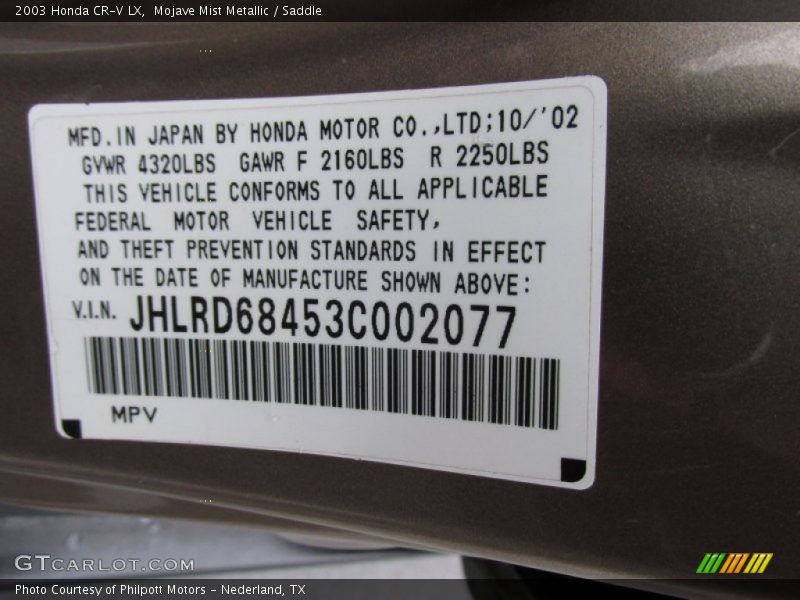 2003 Honda CR-V LX,  Mojave Mist Metallic / Saddle
MFD.IN JAPAN BY HONDA MOTOR CO.,LTD;10/'02
GVWR 4320LBS GAWR F 2160LBS R 2250LBS
THIS VEHICLE CONFORMS TO ALL APPLICABLE
FEDERAL MOTOR VEHICLE SAFETY,
AND THEFT PREVENTION STANDARDS IN EFFECT
ON THE DATE OF MANUFACTURE SHOWN ABOVE:
V.I.N. JHLRD68453C002077
MPV
GTCARLOT.COM
Photo Courtesy of Philpott Motors - Nederland, TX